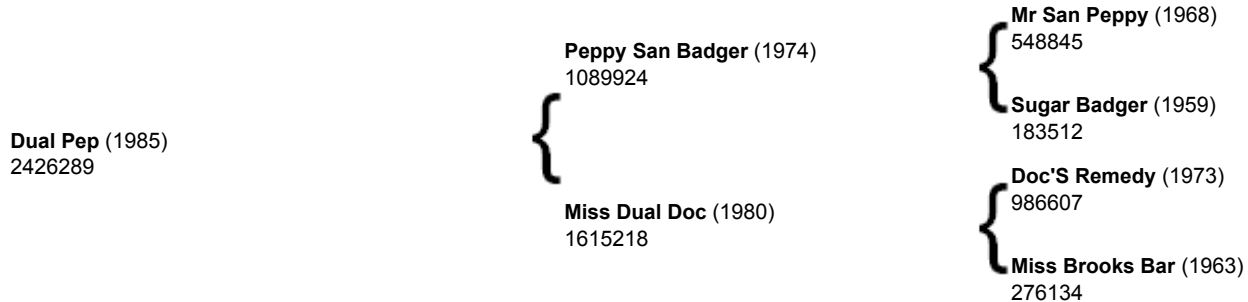 Dual Pep (1985)
2426289
Peppy San Badger (1974)
1089924
Miss Dual Doc (1980)
1615218
Mr San Peppy (1968)
548845
Sugar Badger (1959)
183512
Doc'S Remedy (1973)
986607
Miss Brooks Bar (1963)
276134